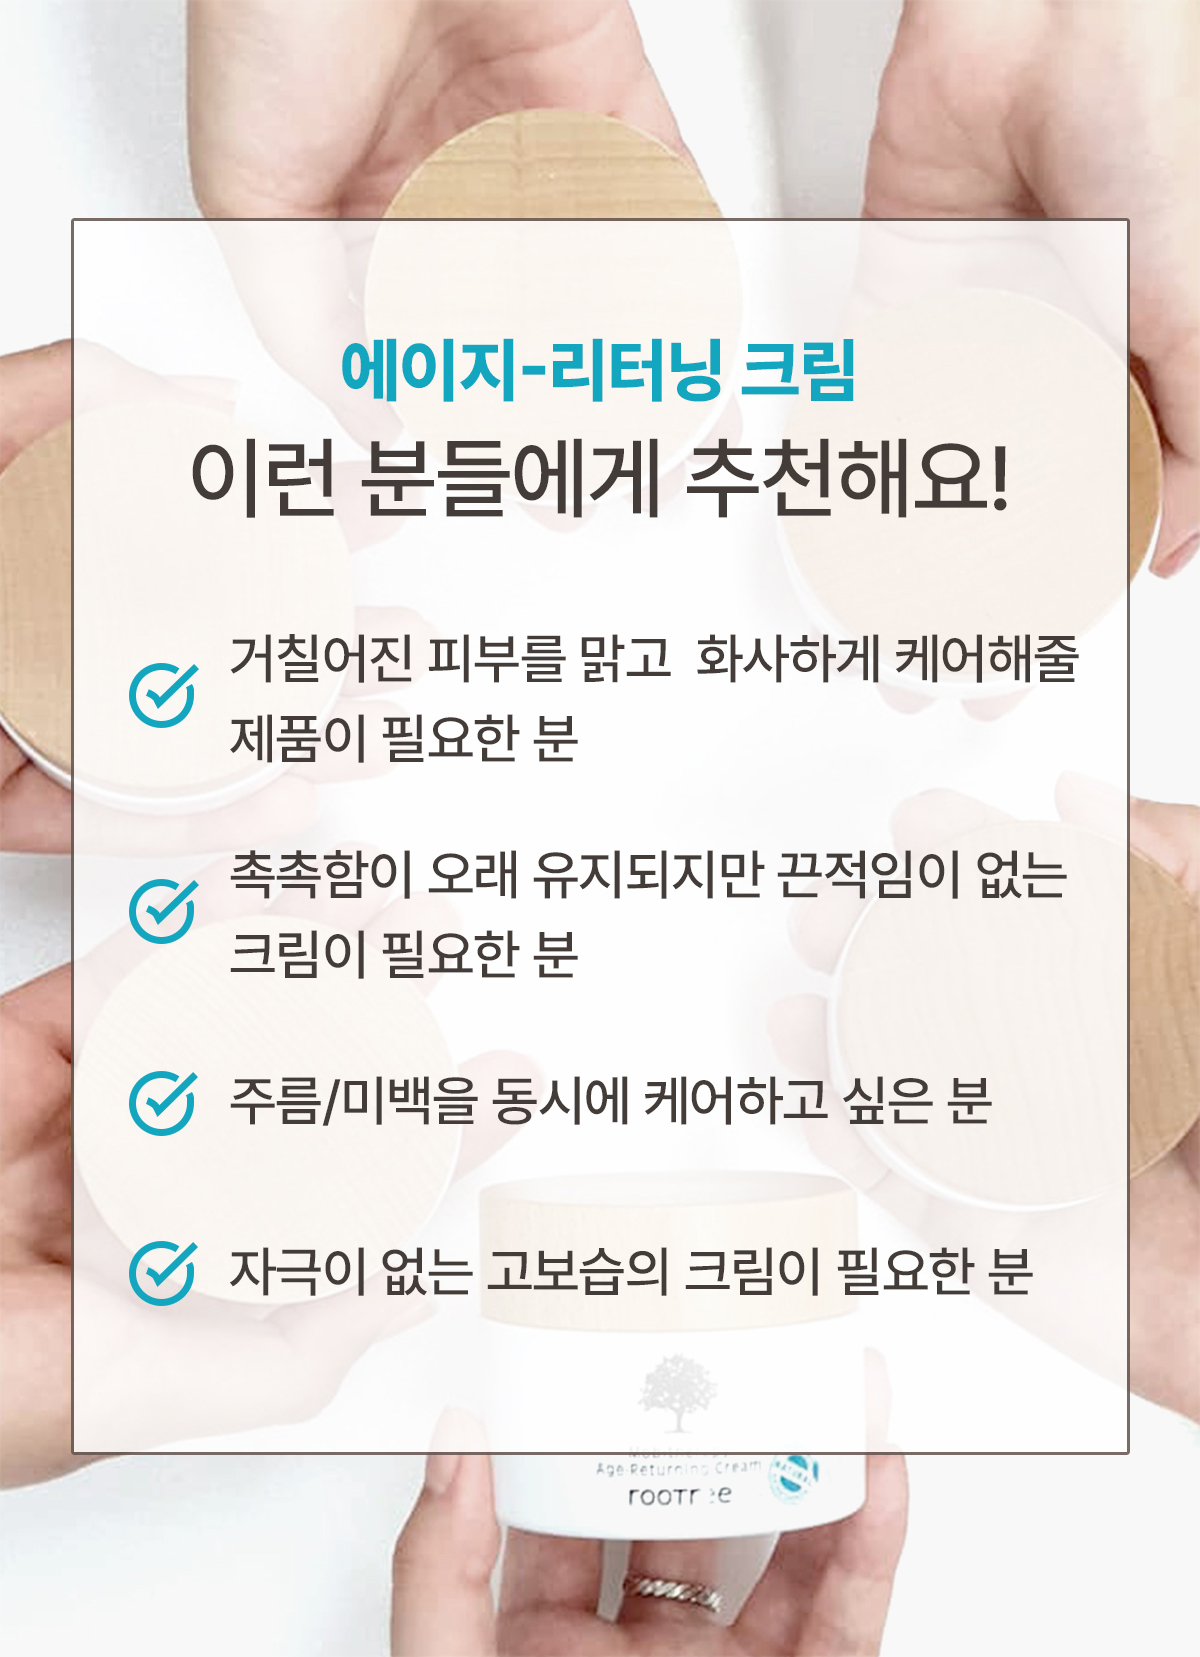 에이지-리터닝 크림
이런 분들에게 추천해요!
거칠어진 피부를 맑고 화사하게 케어해줄
제품이 필요한 분
촉촉함이 오래 유지되지만 끈적임이 없는
크림이 필요한 분
주름/미백을 동시에 케어하고 싶은 분
자극이 없는 고보습의 크림이 필요한 분
Age-Returning Cream
rooTree
NATURAL